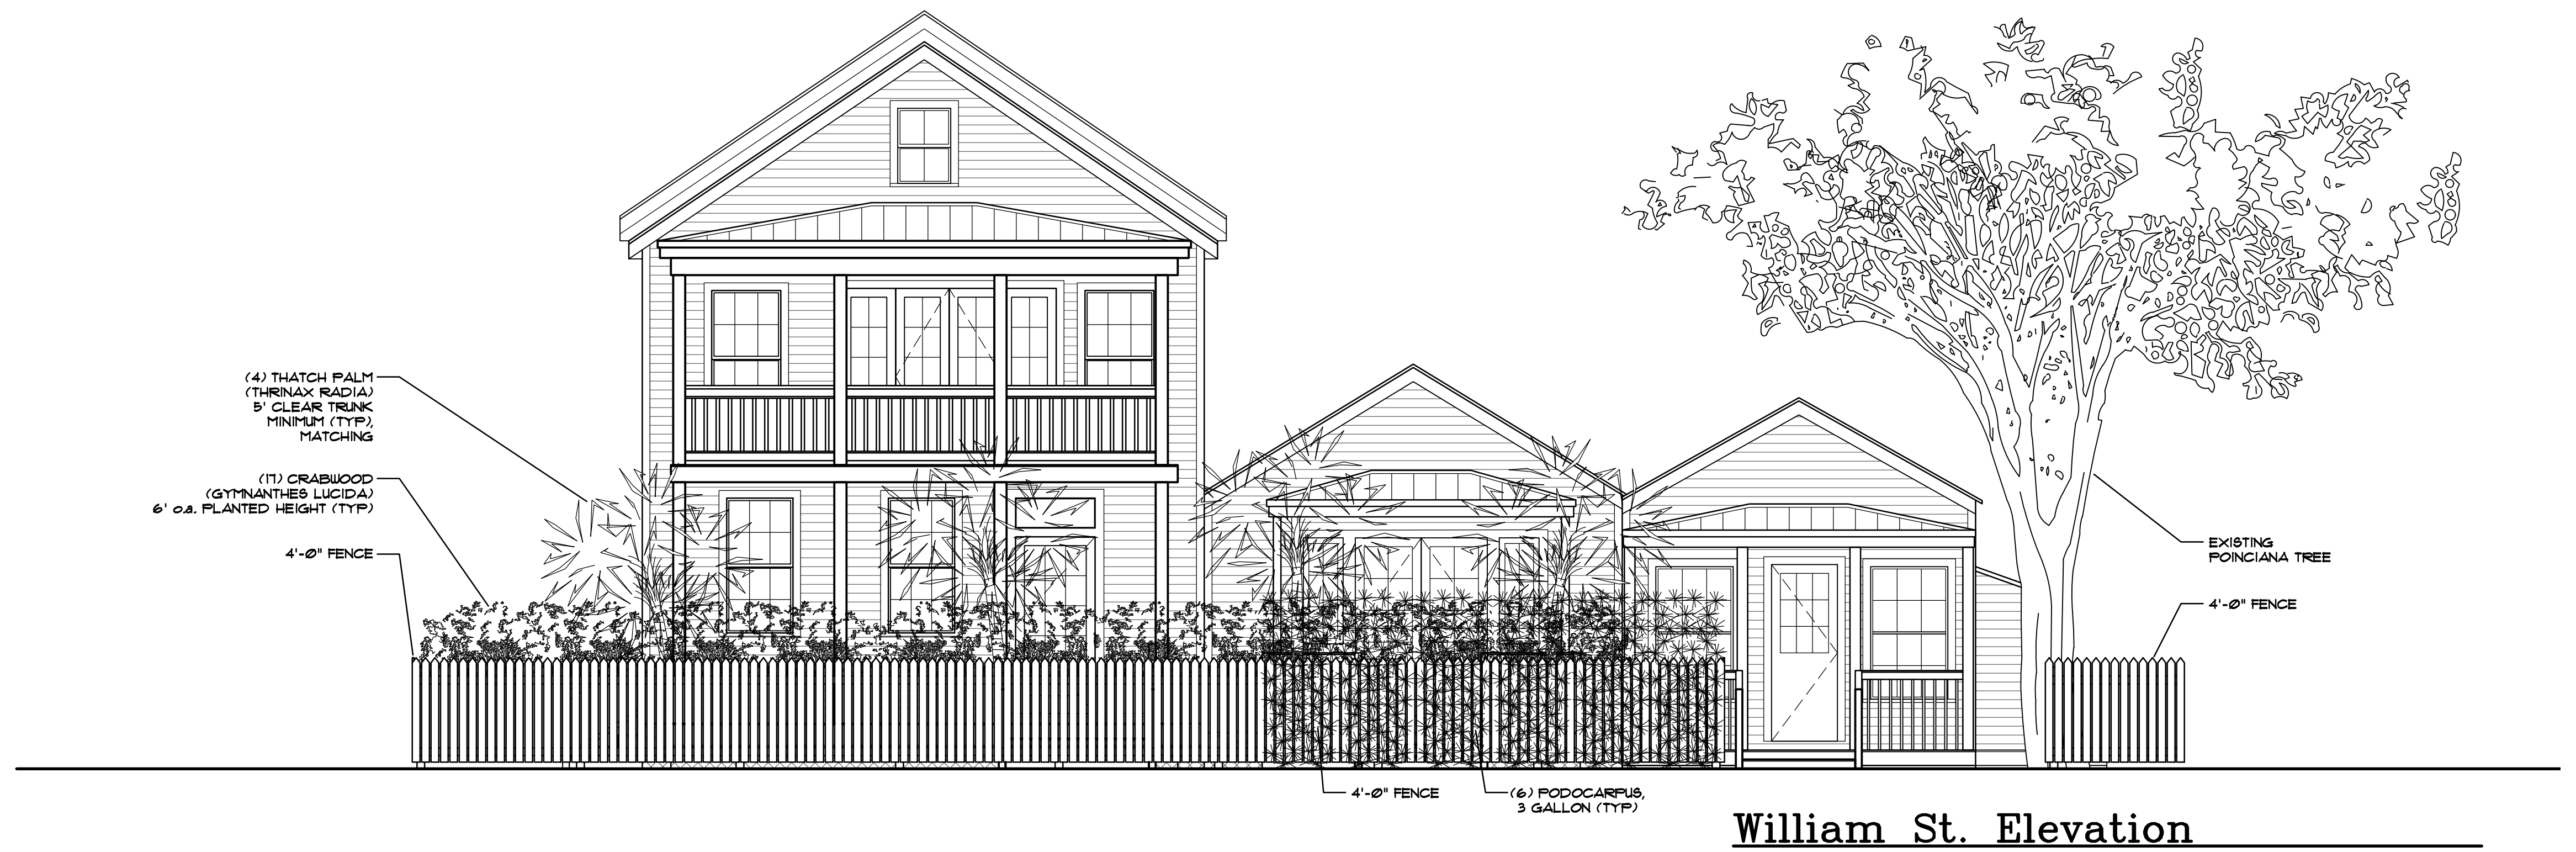 (4) THATCH PALM
(THRINAX RADIA)
5' CLEAR TRUNK
MINIMUM (TYP),
MATCHING
(17) CRABWOOD
(GYMNANTHES LUCIDA)
6' o.a. PLANTED HEIGHT (TYP)
4'-0" FENCE
EXISTING
POINCIANA TREE
4'-0" FENCE
4'-0" FENCE
(6) PODOCARPUS,
3 GALLON (TYP)
William St. Elevation